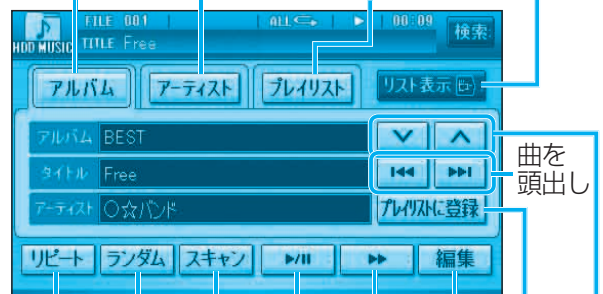 FILE 001 ALL 00:09
HDD MUSIC TITLE Free 検索
アルバム アーティスト プレイリスト リスト表示
アルバム BEST
タイトル Free
アーティスト ○☆バンド プレイリストに登録
曲を
頭出し
リピート ランダム スキャン ►/II ►► 編集